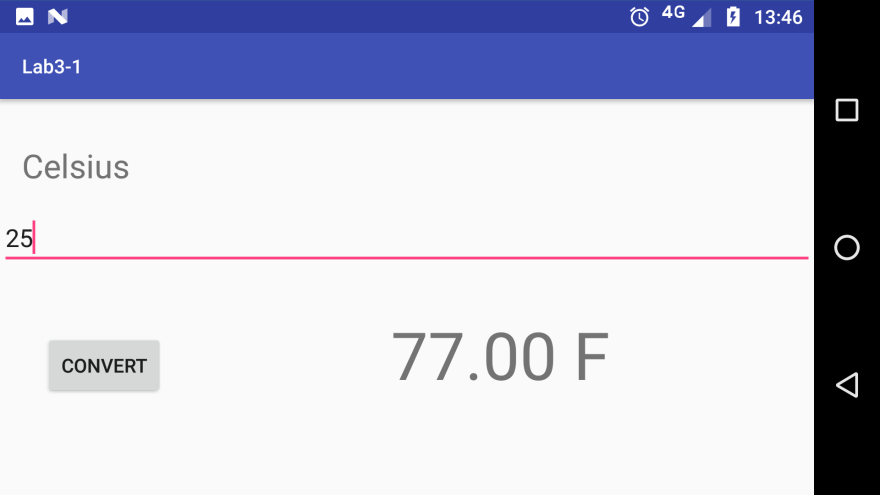 4G 13:46
Lab3-1
Celsius
25
CONVERT 77.00 F